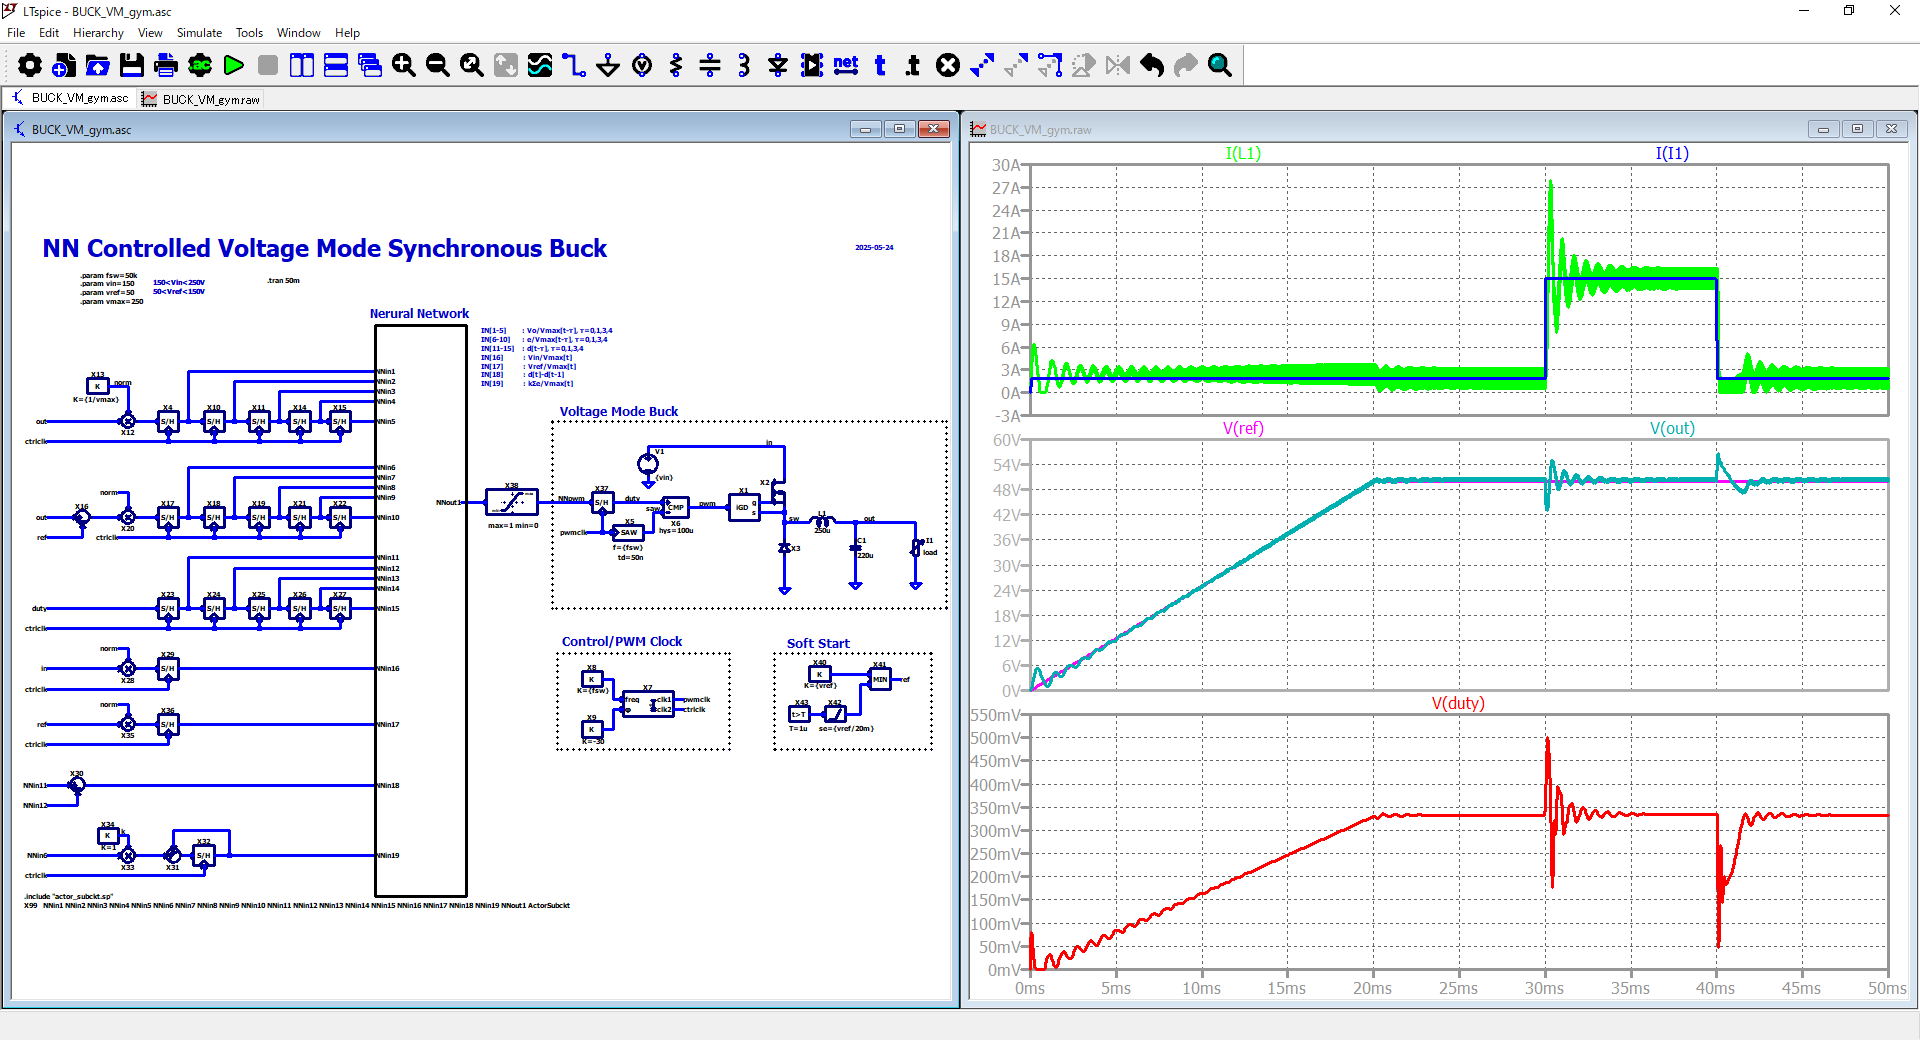 LTspice - BUCK_VM_gym.asc
File Edit Hierarchy View Simulate Tools Window Help
.ac net t .t
BUCK_VM_gym.asc BUCK_VM_gym.raw
BUCK_VM_gym.asc
NN Controlled Voltage Mode Synchronous Buck
2025-05-24
.param fsw=50k
.param vin=150
.param vref=50
.param vmax=250
150<Vin<250V
50<Vref<150V
.tran 50m
Nerural Network
IN[1-5] : Vo/Vmax[t-τ], τ=0,1,3,4
IN[6-10] : e/Vmax[t-τ], τ=0,1,3,4
IN[11-15] : d[t-τ], τ=0,1,3,4
IN[16] : Vin/Vmax[t]
IN[17] : Vref/Vmax[t]
IN[18] : d[t]-d[t-1]
IN[19] : kΣe/Vmax[t]
X13
K norm
K={1/vmax}
NNin1
NNin2
NNin3
NNin4
X4 X10 X11 X14 X15
out S/H S/H S/H S/H S/H NNin5
X12
ctrlclk
NNin6
NNin7
NNin8
NNin9
norm
X16 X17 X18 X19 X21 X22
out S/H S/H S/H S/H S/H NNin10
X20
ref ctrlclk
NNin11
NNin12
NNin13
NNin14
X23 X24 X25 X26 X27
duty S/H S/H S/H S/H S/H NNin15
ctrlclk
norm X29
in S/H NNin16
X28
ctrlclk
norm X36
ref S/H NNin17
X35
ctrlclk
X30
NNin11 NNin18
NNin12
X34
K k
K=1
X32
NNin6 S/H NNin19
X33 X31
ctrlclk
.include "actor_subckt.sp"
X99 NNin1 NNin2 NNin3 NNin4 NNin5 NNin6 NNin7 NNin8 NNin9 NNin10 NNin11 NNin12 NNin13 NNin14 NNin15 NNin16 NNin17 NNin18 NNin19 NNout1 ActorSubckt
NNout1
X38
max=1 min=0
Voltage Mode Buck
in
V1
{vin}
X2
NNpwm X37 S/H duty
saw CMP pwm
X6
hys=100u
X1
iGD
g
s
pwmclk X5 SAW
f={fsw}
td=50n
sw L1 out
250u
X3
C1
220u
I1
load
Control/PWM Clock
X8
K
K={fsw}
X7
freq clk1 pwmclk
φ clk2 ctrlclk
X9
K
K=-30
Soft Start
X40
K
K={vref}
X41
MIN ref
X43 X42
t>T
T=1u se={vref/20m}
BUCK_VM_gym.raw
I(L1) I(I1)
30A
27A
24A
21A
18A
15A
12A
9A
6A
3A
0A
-3A
V(ref) V(out)
60V
54V
48V
42V
36V
30V
24V
18V
12V
6V
0V
V(duty)
550mV
500mV
450mV
400mV
350mV
300mV
250mV
200mV
150mV
100mV
50mV
0mV
0ms 5ms 10ms 15ms 20ms 25ms 30ms 35ms 40ms 45ms 50ms